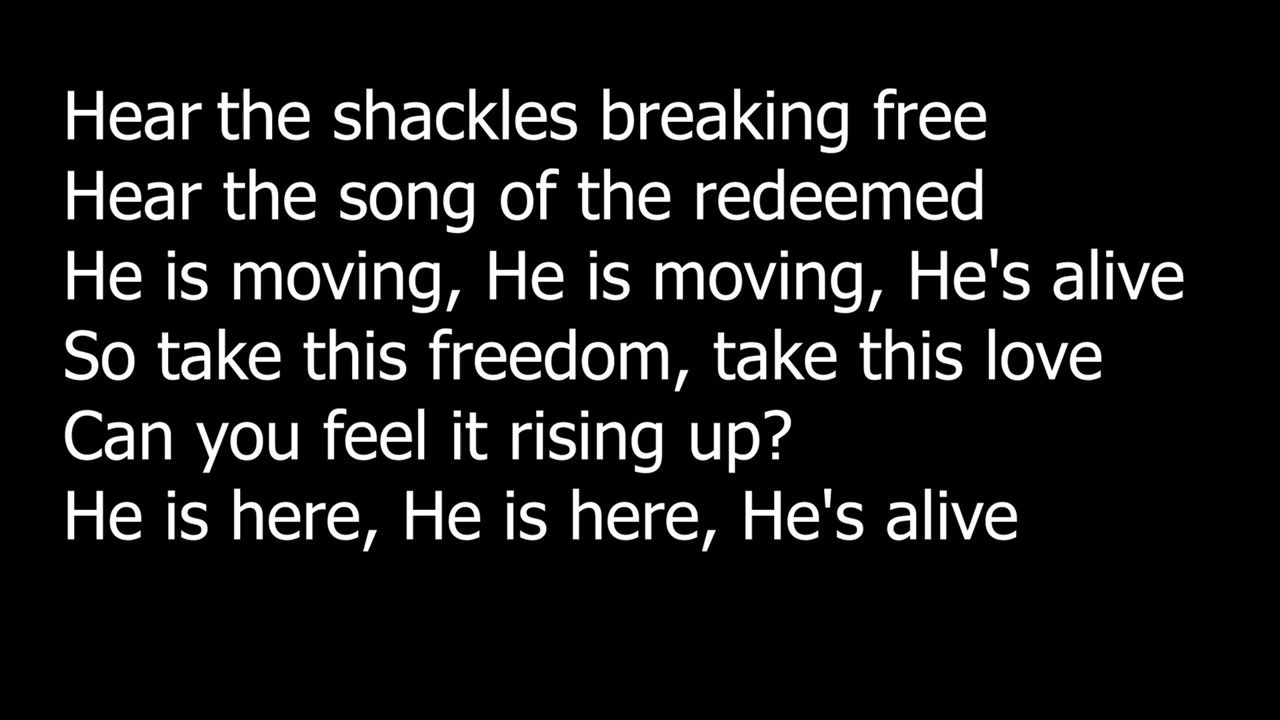 Hear the shackles breaking free
Hear the song of the redeemed
He is moving, He is moving, He's alive
So take this freedom, take this love
Can you feel it rising up?
He is here, He is here, He's alive